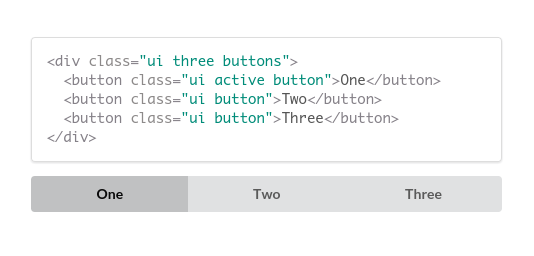 <div class="ui three buttons">
  <button class="ui active button">One</button>
  <button class="ui button">Two</button>
  <button class="ui button">Three</button>
</div>
One Two Three